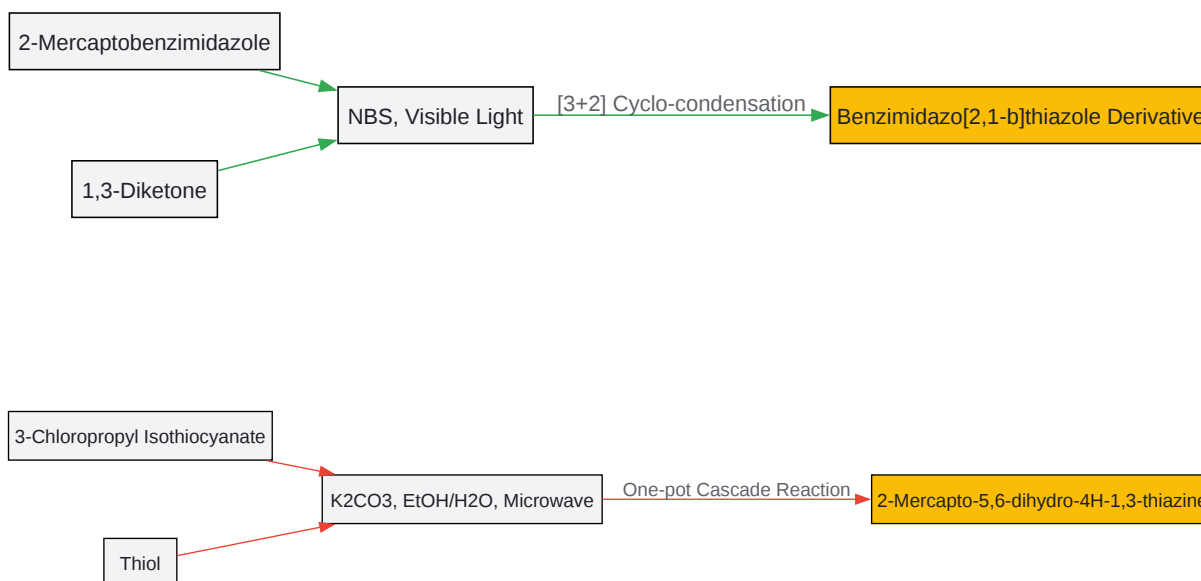 2-Mercaptobenzimidazole
1,3-Diketone
NBS, Visible Light
[3+2] Cyclo-condensation
Benzimidazo[2,1-b]thiazole Derivative
3-Chloropropyl Isothiocyanate
Thiol
K2CO3, EtOH/H2O, Microwave
One-pot Cascade Reaction
2-Mercapto-5,6-dihydro-4H-1,3-thiazine